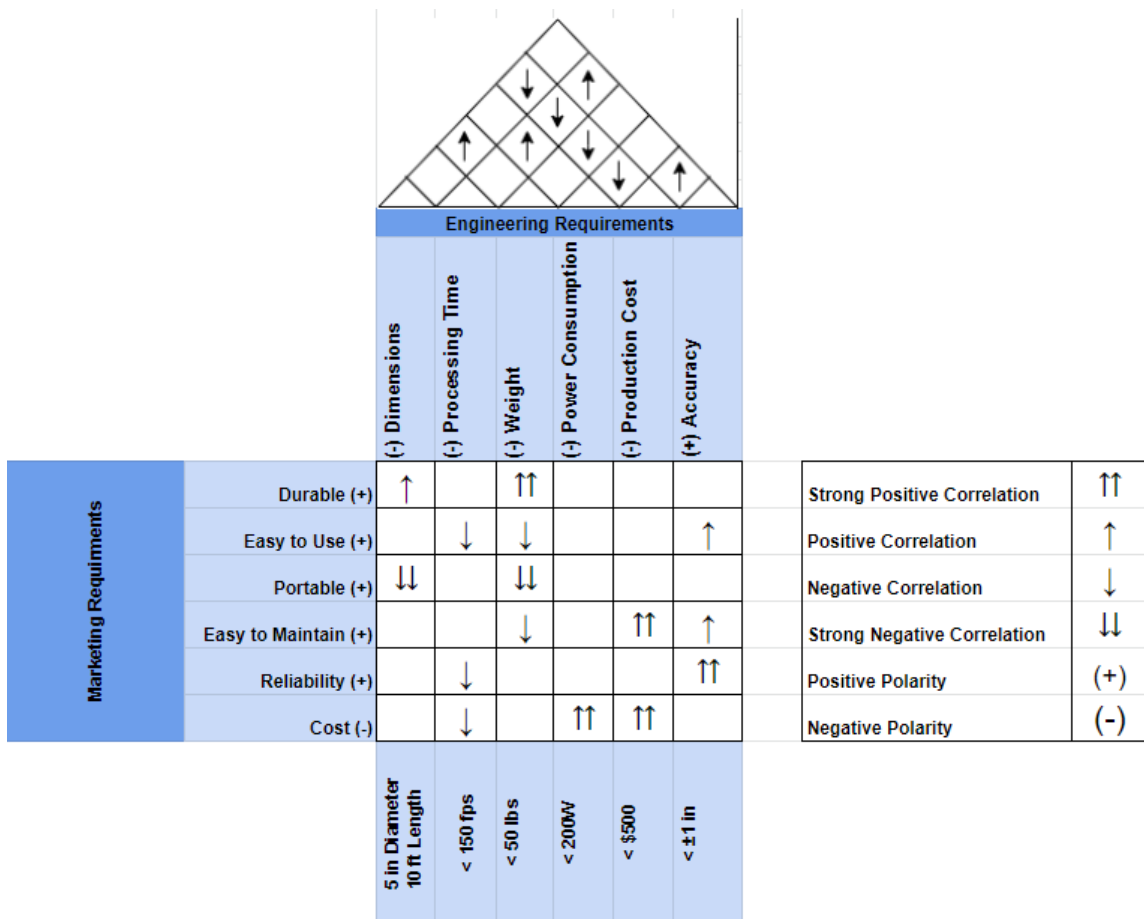 Engineering Requirements
(-) Dimensions
(-) Processing Time
(-) Weight
(-) Power Consumption
(-) Production Cost
(+) Accuracy
Marketing Requirments
Durable (+) ↑ ↑↑
Easy to Use (+) ↓ ↓ ↑
Portable (+) ↓↓ ↓↓
Easy to Maintain (+) ↓ ↑↑ ↑
Reliability (+) ↓ ↑↑
Cost (-) ↓ ↑↑ ↑↑
Strong Positive Correlation ↑↑
Positive Correlation ↑
Negative Correlation ↓
Strong Negative Correlation ↓↓
Positive Polarity (+)
Negative Polarity (-)
5 in Diameter
10 ft Length
< 150 fps
< 50 lbs
< 200W
< $500
< ±1 in